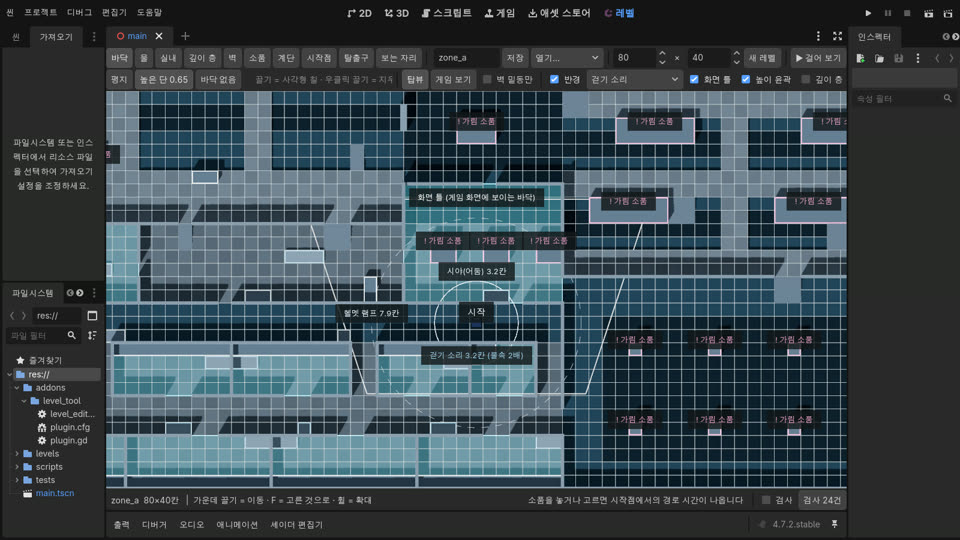 씬 프로젝트 디버그 편집기 도움말
2D 3D 스크립트 게임 애셋 스토어 레벨
씬 가져오기
main
인스펙터
바닥 물 실내 깊이 층 벽 소품 계단 시작점 탈출구 보는 자리 zone_a 저장 열기... 80 × 40 새 레벨 걸어 보기
평지 높은 단 0.65 바닥 없음 끌기 = 사각형 칠 · 우클릭 끌기 = 지우 탑뷰 게임 보기 벽 밑동만 반경 걷기 소리 화면 틀 높이 윤곽 깊이 층
속성 필터
파일시스템 또는 인스
펙터에서 리소스 파일
을 선택하여 가져오기
설정을 조정하세요.
! 가림 소품
! 가림 소품
! 가림 소
품
화면 틀 (게임 화면에 보이는 바닥)
! 가림 소품
! 가림 소품
! 가림 소품
! 가림 소품
! 가림 소품
시야(어둠) 3.2칸
헬멧 램프 7.9칸
시작
걷기 소리 3.2칸 (물속 2배)
! 가림 소품
! 가림 소품
! 가림 소품
! 가림 소품
! 가림 소품
! 가림 소품
파일시스템
res://
파일 필터
즐겨찾기
res://
addons
level_tool
level_edit...
plugin.cfg
plugin.gd
levels
scripts
tests
main.tscn
zone_a 80×40칸 가운데 끌기 = 이동 · F = 고른 것으로 · 휠 = 확대 소품을 놓거나 고르면 시작점에서의 경로 시간이 나옵니다 검사 검사 24건
출력 디버거 오디오 애니메이션 셰이더 편집기 4.7.2.stable